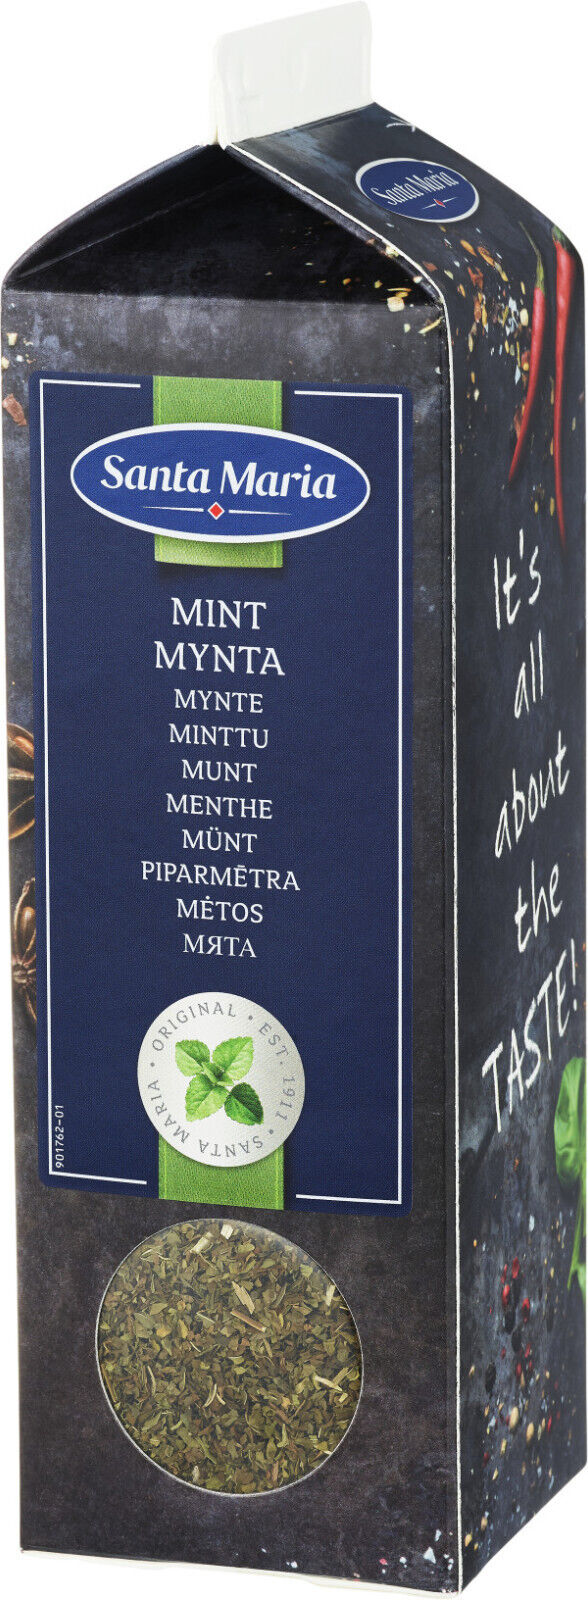 Santa Maria
Santa Maria
MINT
MYNTA
MYNTE
MINTTU
MUNT
MENTHE
MÜNT
PIPARMĒTRA
MĖTOS
МЯТА
ORIGINAL • EST. 1911 • SANTA MARIA •
901762-01
It's
all
about
the
TASTE!